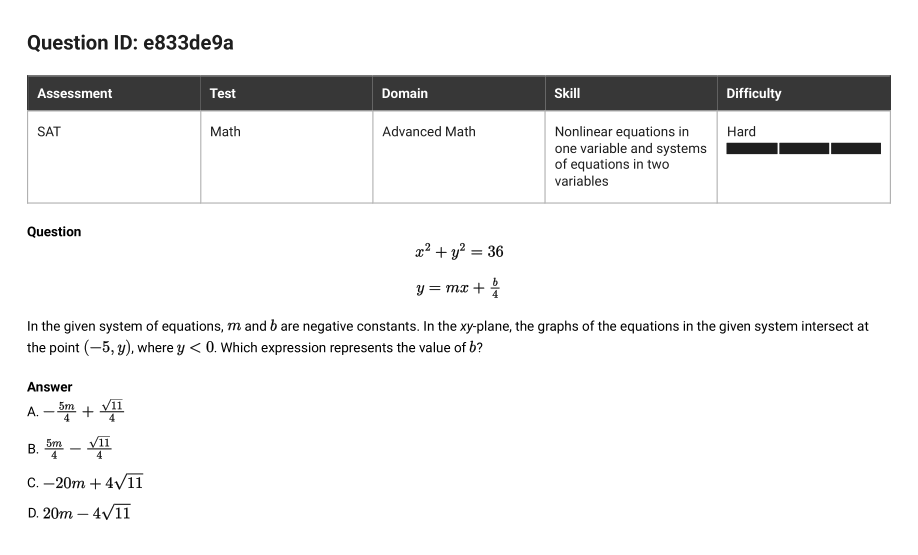 Question ID: e833de9a
Assessment Test Domain Skill Difficulty
SAT Math Advanced Math Nonlinear equations in Hard
one variable and systems
of equations in two
variables
Question
x² + y² = 36
y = mx + b/4
In the given system of equations, m and b are negative constants. In the xy-plane, the graphs of the equations in the given system intersect at
the point (−5, y), where y < 0. Which expression represents the value of b?
Answer
A. −5m/4 + √11/4
B. 5m/4 − √11/4
C. −20m + 4√11
D. 20m − 4√11